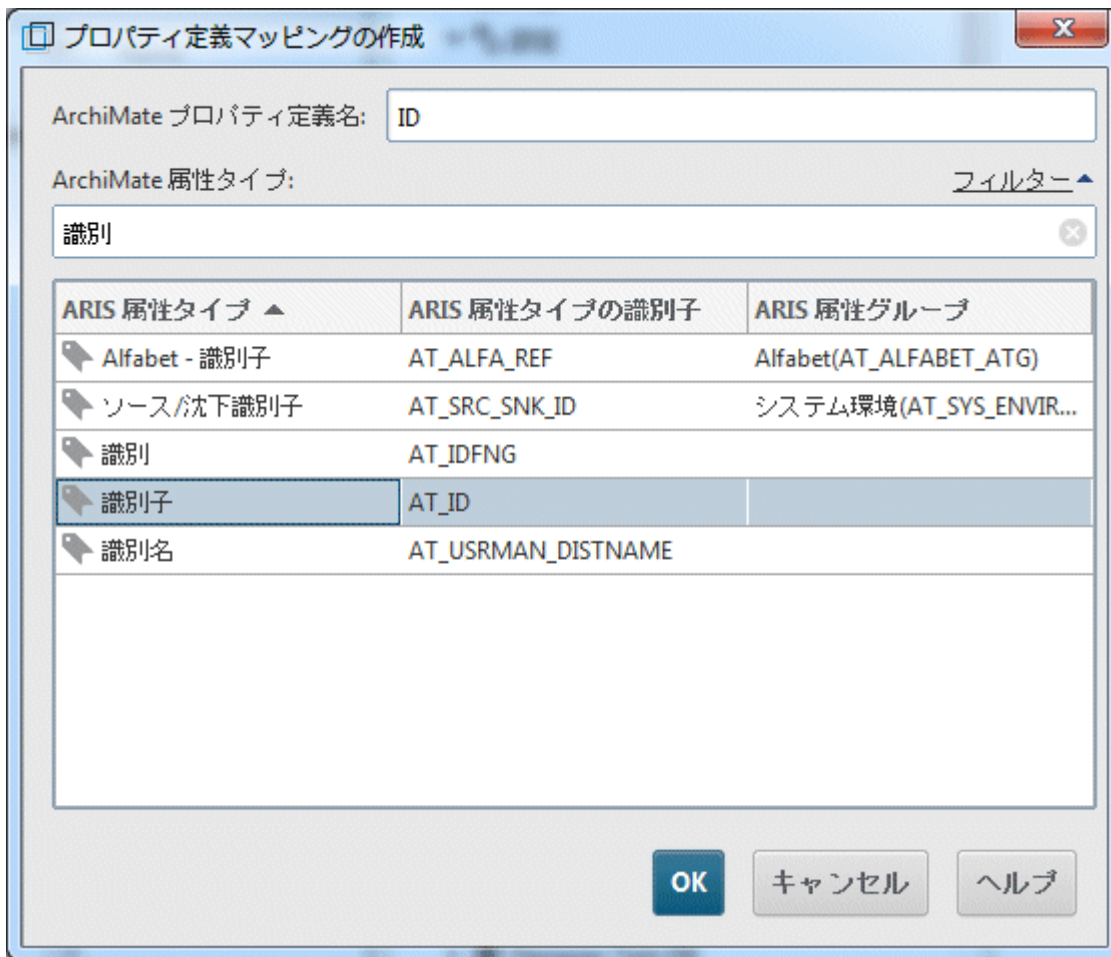 プロパティ定義マッピングの作成
ArchiMate プロパティ定義名: ID
ArchiMate 属性タイプ: フィルター
識別
ARIS 属性タイプ ARIS 属性タイプの識別子 ARIS 属性グループ
Alfabet - 識別子 AT_ALFA_REF Alfabet(AT_ALFABET_ATG)
ソース/沈下識別子 AT_SRC_SNK_ID システム環境(AT_SYS_ENVIR...
識別 AT_IDFNG
識別子 AT_ID
識別名 AT_USRMAN_DISTNAME
OK キャンセル ヘルプ